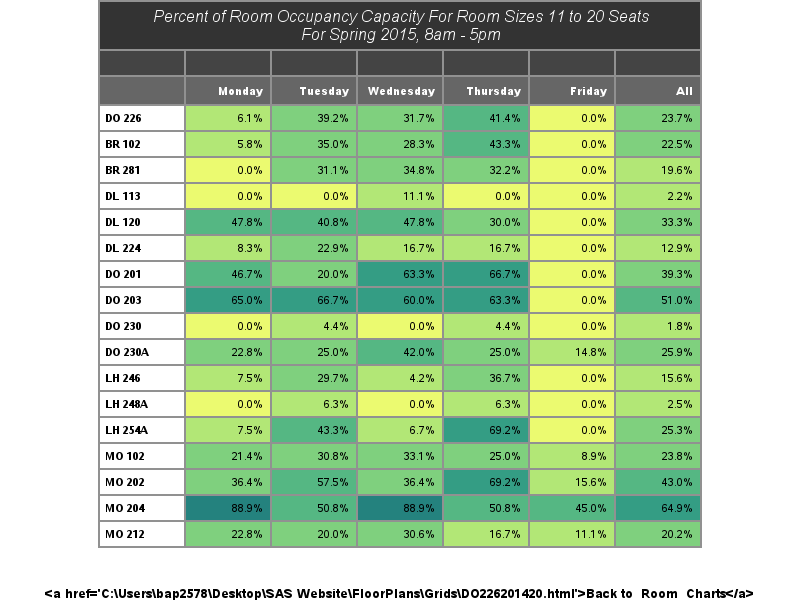 Percent of Room Occupancy Capacity For Room Sizes 11 to 20 Seats
For Spring 2015, 8am - 5pm
Monday Tuesday Wednesday Thursday Friday All
DO 226 6.1% 39.2% 31.7% 41.4% 0.0% 23.7%
BR 102 5.8% 35.0% 28.3% 43.3% 0.0% 22.5%
BR 281 0.0% 31.1% 34.8% 32.2% 0.0% 19.6%
DL 113 0.0% 0.0% 11.1% 0.0% 0.0% 2.2%
DL 120 47.8% 40.8% 47.8% 30.0% 0.0% 33.3%
DL 224 8.3% 22.9% 16.7% 16.7% 0.0% 12.9%
DO 201 46.7% 20.0% 63.3% 66.7% 0.0% 39.3%
DO 203 65.0% 66.7% 60.0% 63.3% 0.0% 51.0%
DO 230 0.0% 4.4% 0.0% 4.4% 0.0% 1.8%
DO 230A 22.8% 25.0% 42.0% 25.0% 14.8% 25.9%
LH 246 7.5% 29.7% 4.2% 36.7% 0.0% 15.6%
LH 248A 0.0% 6.3% 0.0% 6.3% 0.0% 2.5%
LH 254A 7.5% 43.3% 6.7% 69.2% 0.0% 25.3%
MO 102 21.4% 30.8% 33.1% 25.0% 8.9% 23.8%
MO 202 36.4% 57.5% 36.4% 69.2% 15.6% 43.0%
MO 204 88.9% 50.8% 88.9% 50.8% 45.0% 64.9%
MO 212 22.8% 20.0% 30.6% 16.7% 11.1% 20.2%
<a href='C:\Users\bap2578\Desktop\SAS Website\FloorPlans\Grids\DO226201420.html'>Back to Room Charts</a>